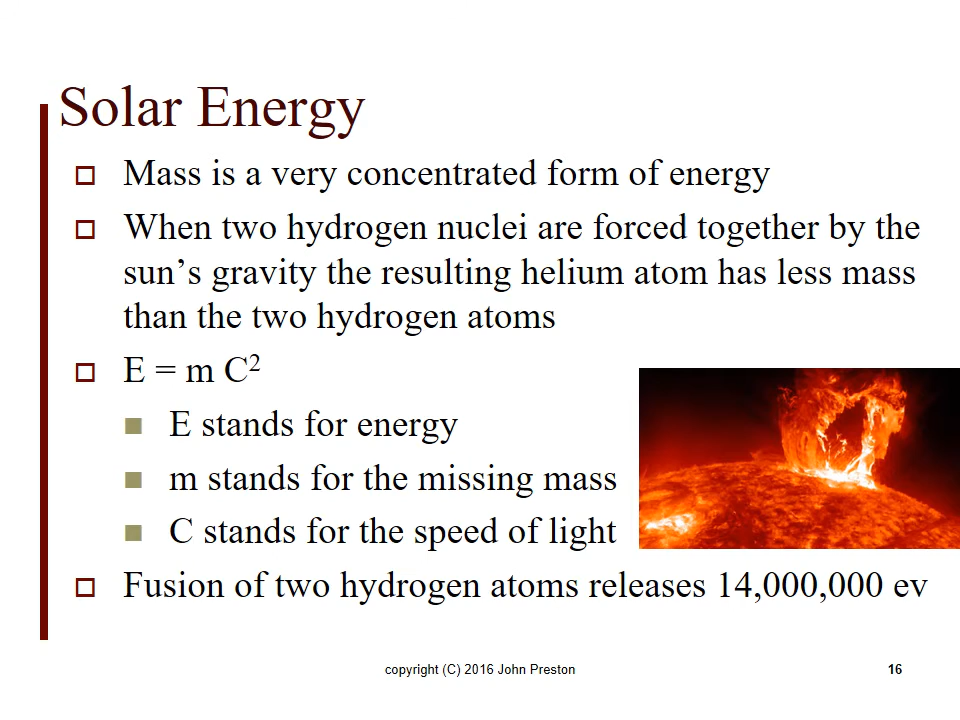 Solar Energy
Mass is a very concentrated form of energy
When two hydrogen nuclei are forced together by the
sun’s gravity the resulting helium atom has less mass
than the two hydrogen atoms
E = m C²
E stands for energy
m stands for the missing mass
C stands for the speed of light
Fusion of two hydrogen atoms releases 14,000,000 ev
copyright (C) 2016 John Preston
16